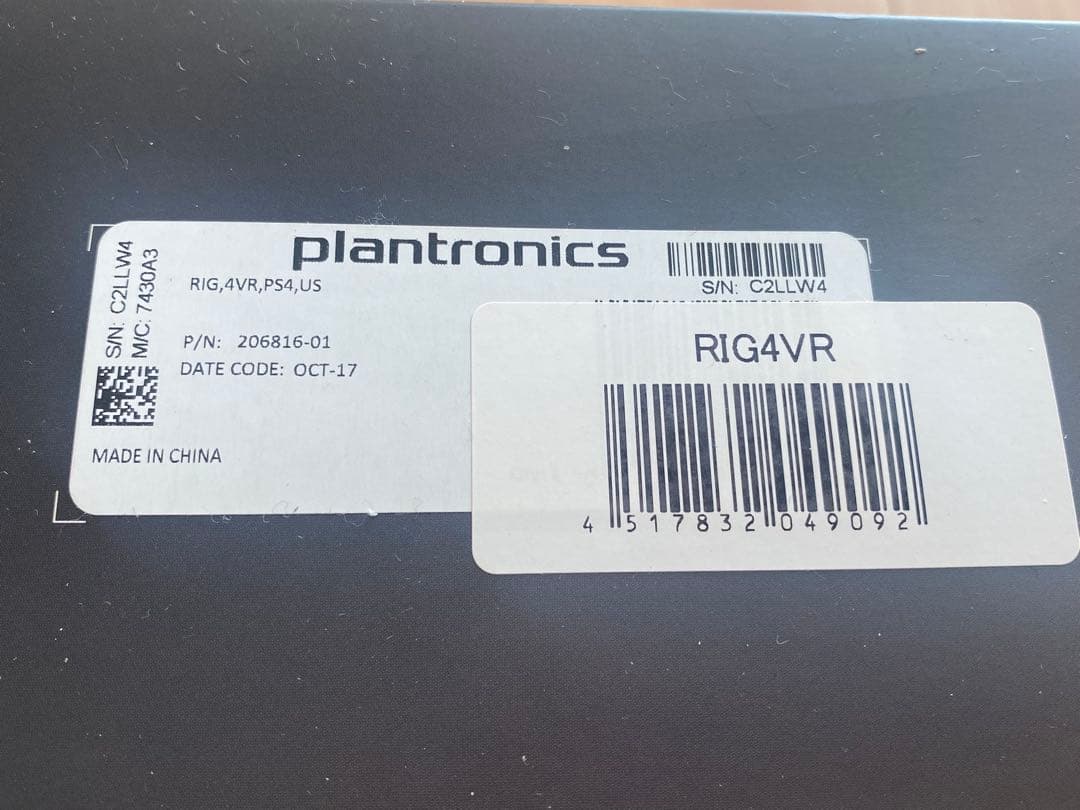 plantronics
RIG,4VR,PS4,US
S/N: C2LLW4
S/N: C2LLW4
M/C: 7430A3
P/N: 206816-01
DATE CODE: OCT-17
MADE IN CHINA
RIG4VR
4 517832 049092